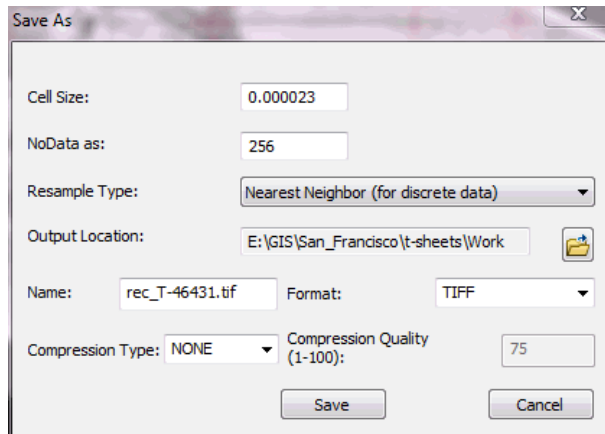 Save As
Cell Size: 0.000023
NoData as: 256
Resample Type: Nearest Neighbor (for discrete data)
Output Location: E:\GIS\San_Francisco\t-sheets\Work
Name: rec_T-46431.tif Format: TIFF
Compression Type: NONE Compression Quality (1-100): 75
Save Cancel